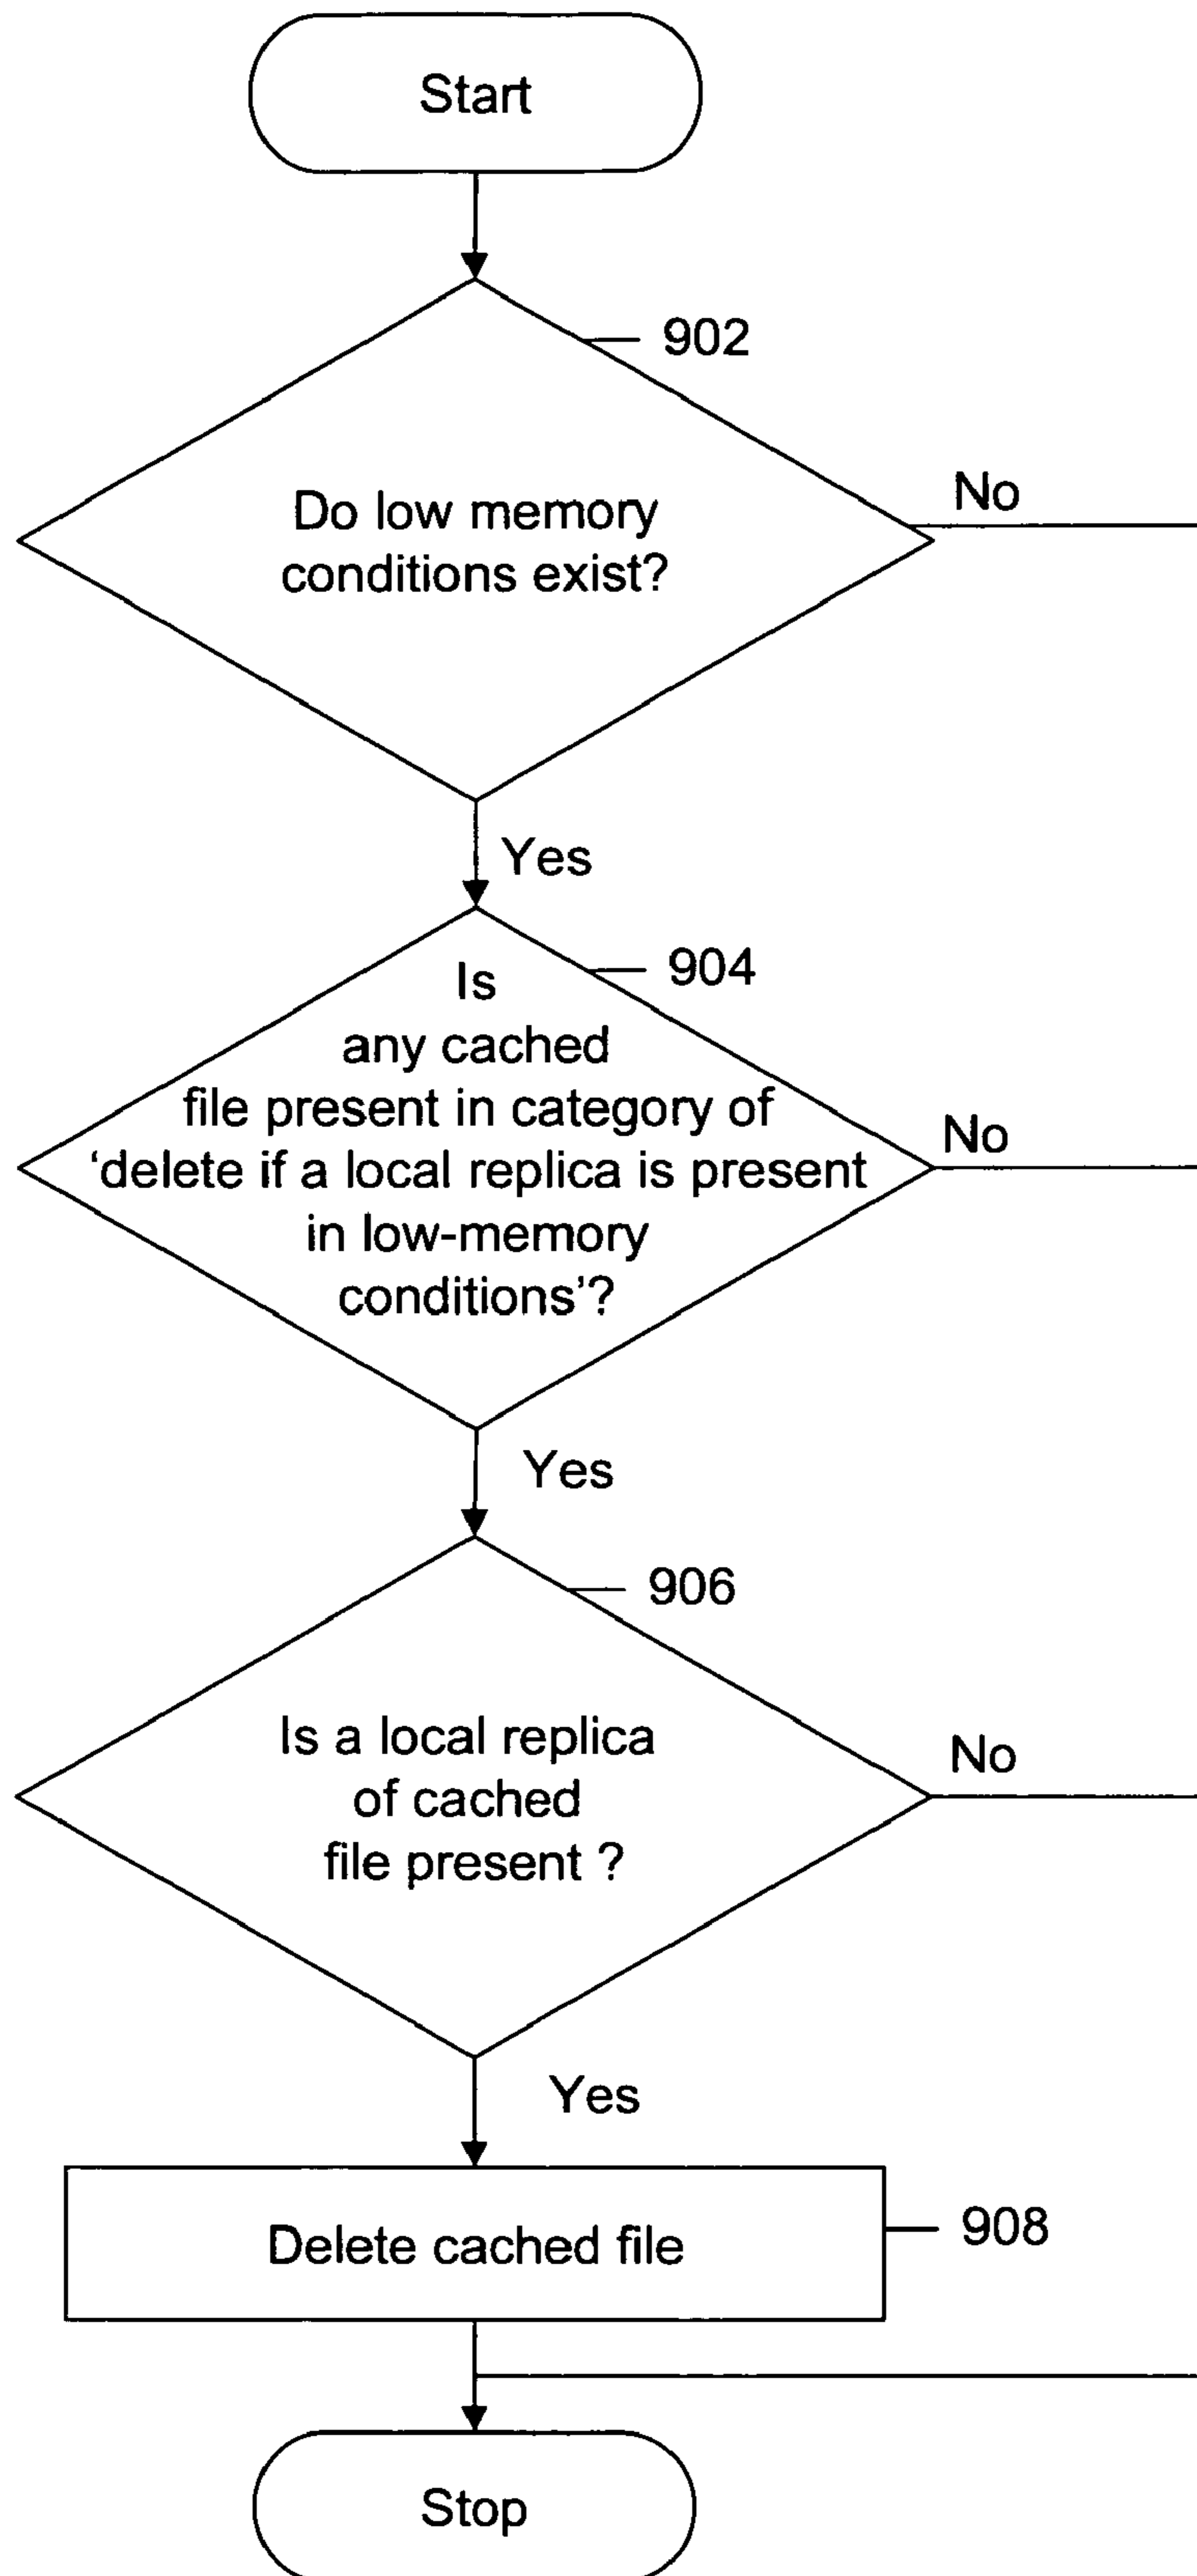 Start
902
Do low memory
conditions exist?
No
Yes
904
Is
any cached
file present in category of
‘delete if a local replica is present
in low-memory
conditions’?
No
Yes
906
Is a local replica
of cached
file present ?
No
Yes
Delete cached file
908
Stop